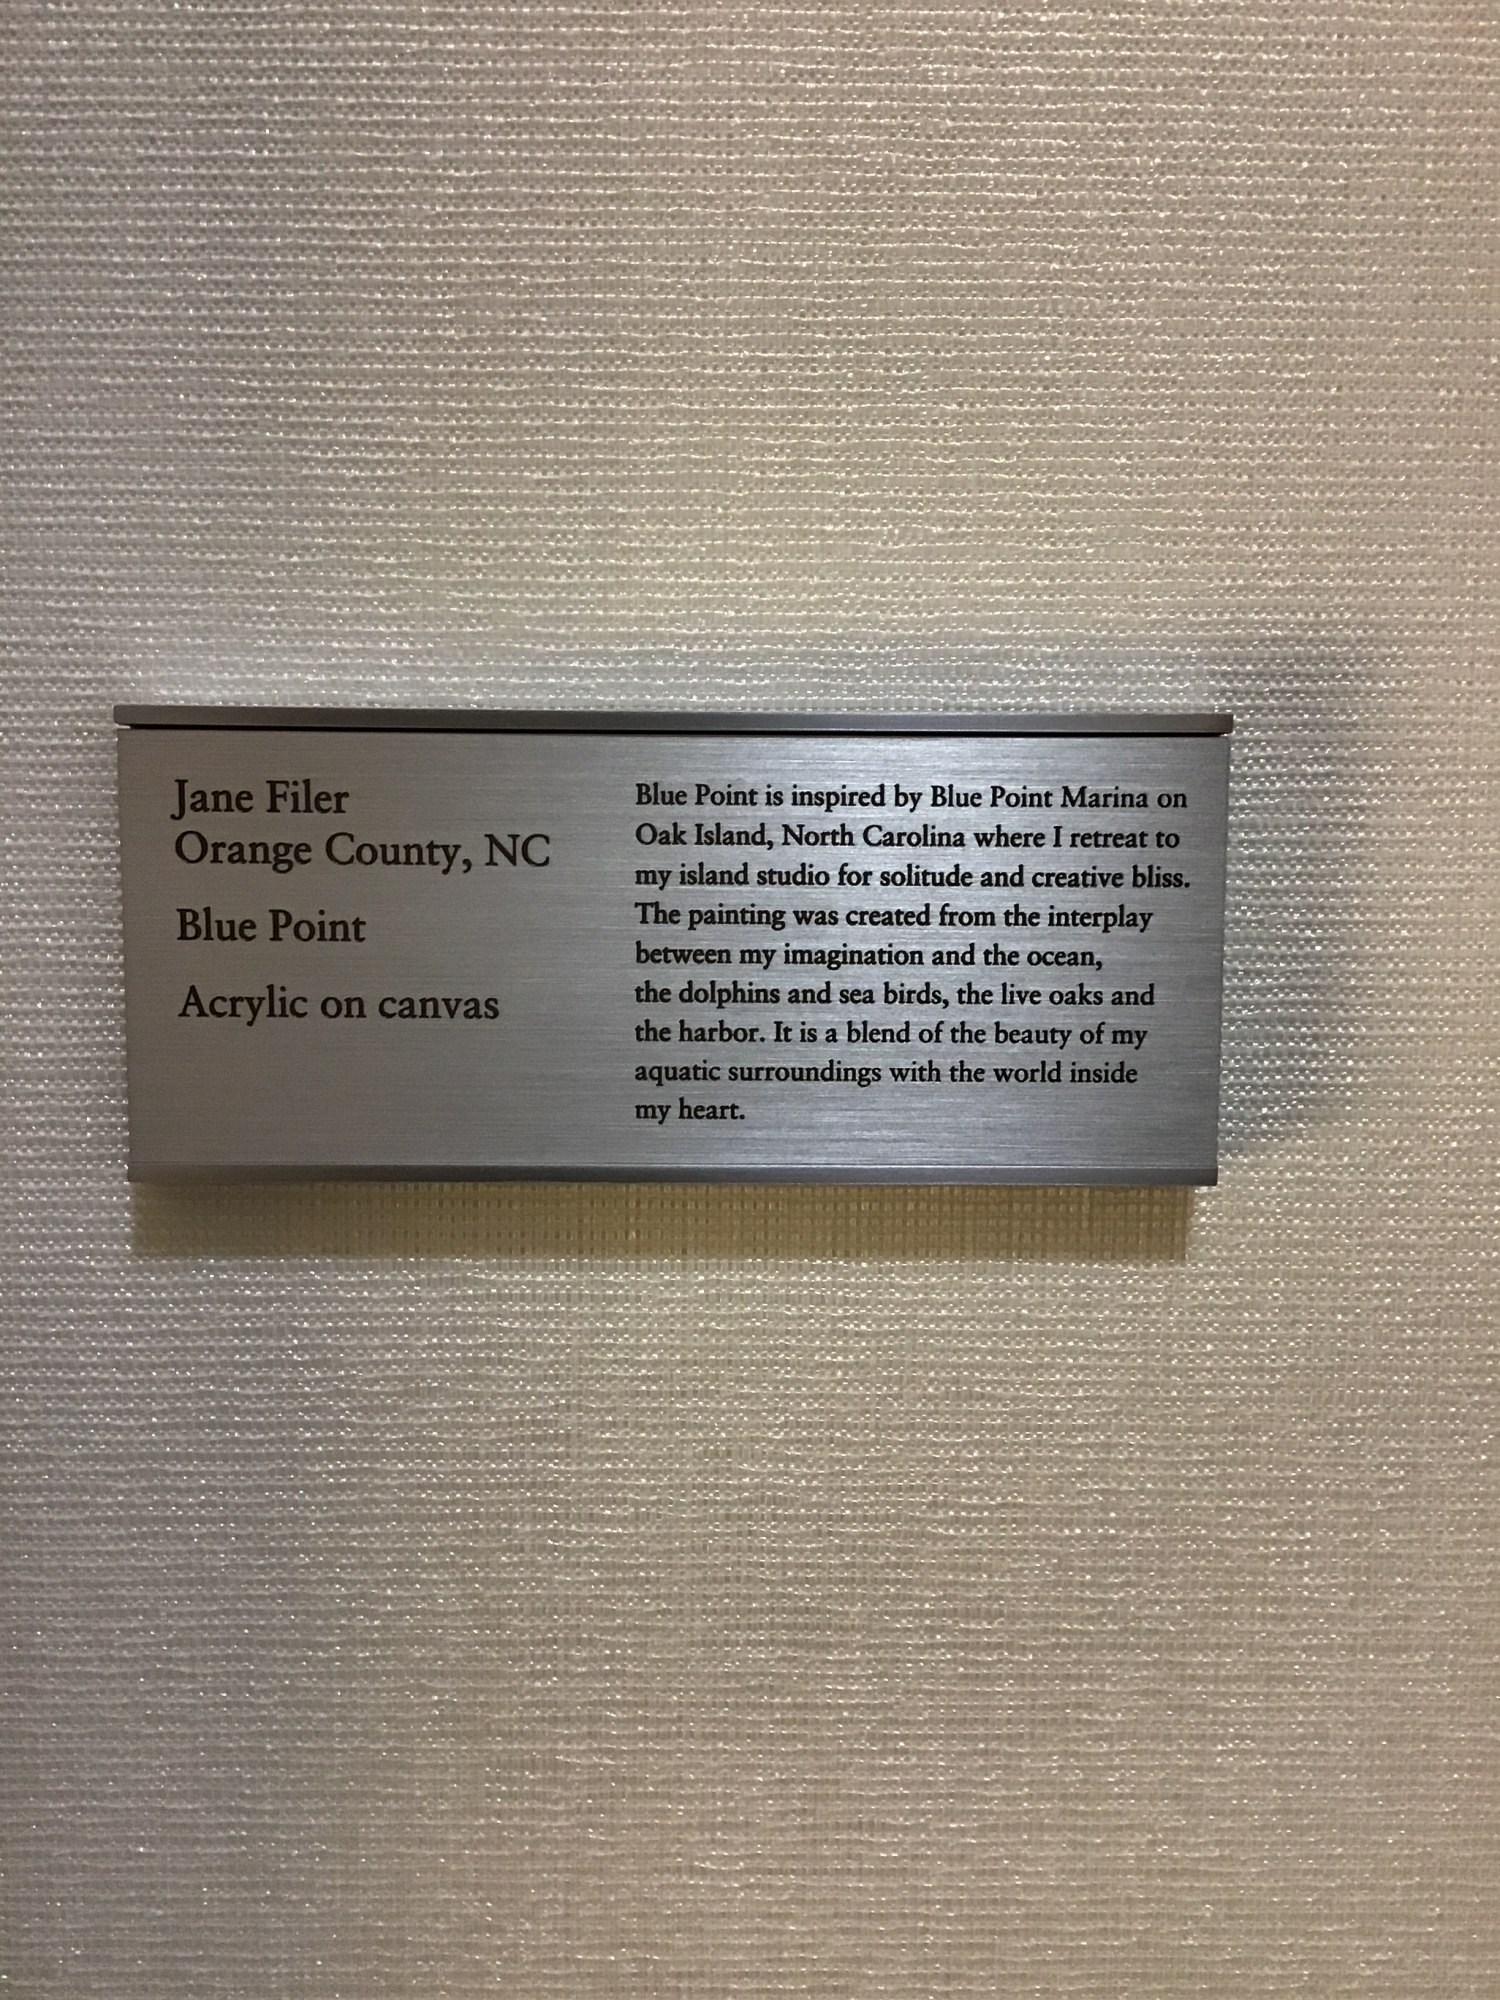 Jane Filer
Orange County, NC
Blue Point
Acrylic on canvas
Blue Point is inspired by Blue Point Marina on
Oak Island, North Carolina where I retreat to
my island studio for solitude and creative bliss.
The painting was created from the interplay
between my imagination and the ocean,
the dolphins and sea birds, the live oaks and
the harbor. It is a blend of the beauty of my
aquatic surroundings with the world inside
my heart.